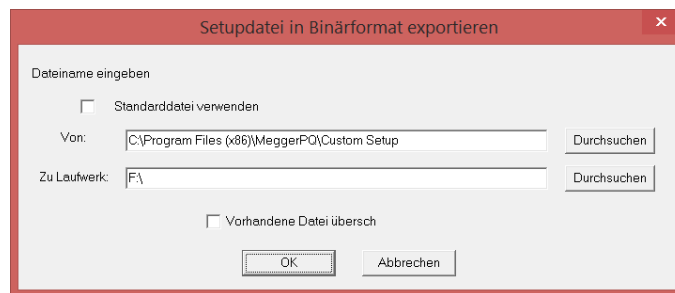 Setupdatei in Binärformat exportieren
Dateiname eingeben
Standarddatei verwenden
Von: C:\Program Files (x86)\MeggerPQ\Custom Setup Durchsuchen
Zu Laufwerk: F:\ Durchsuchen
Vorhandene Datei übersch
OK Abbrechen